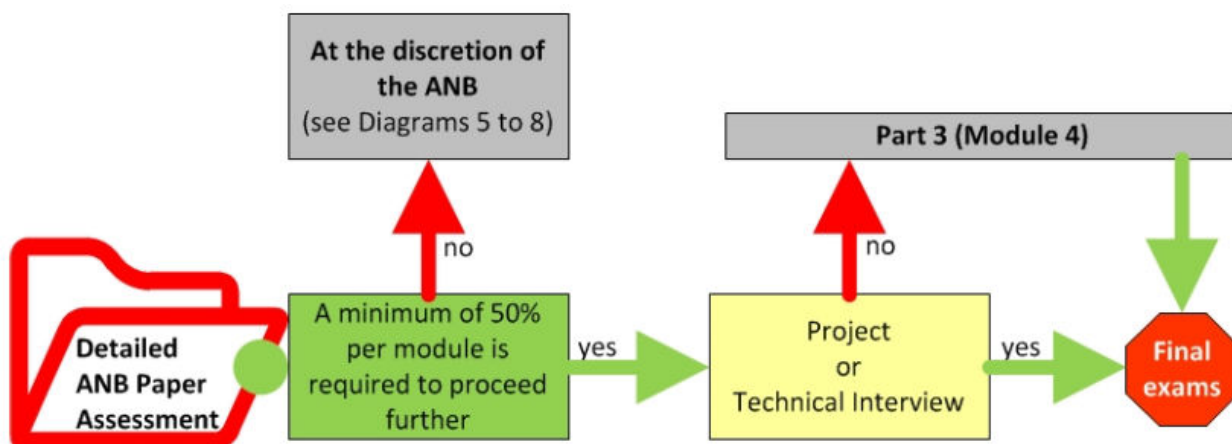 At the discretion of
the ANB
(see Diagrams 5 to 8)
Part 3 (Module 4)
no
no
Detailed
ANB Paper
Assessment
A minimum of 50%
per module is
required to proceed
further
yes
Project
or
Technical Interview
yes
Final
exams